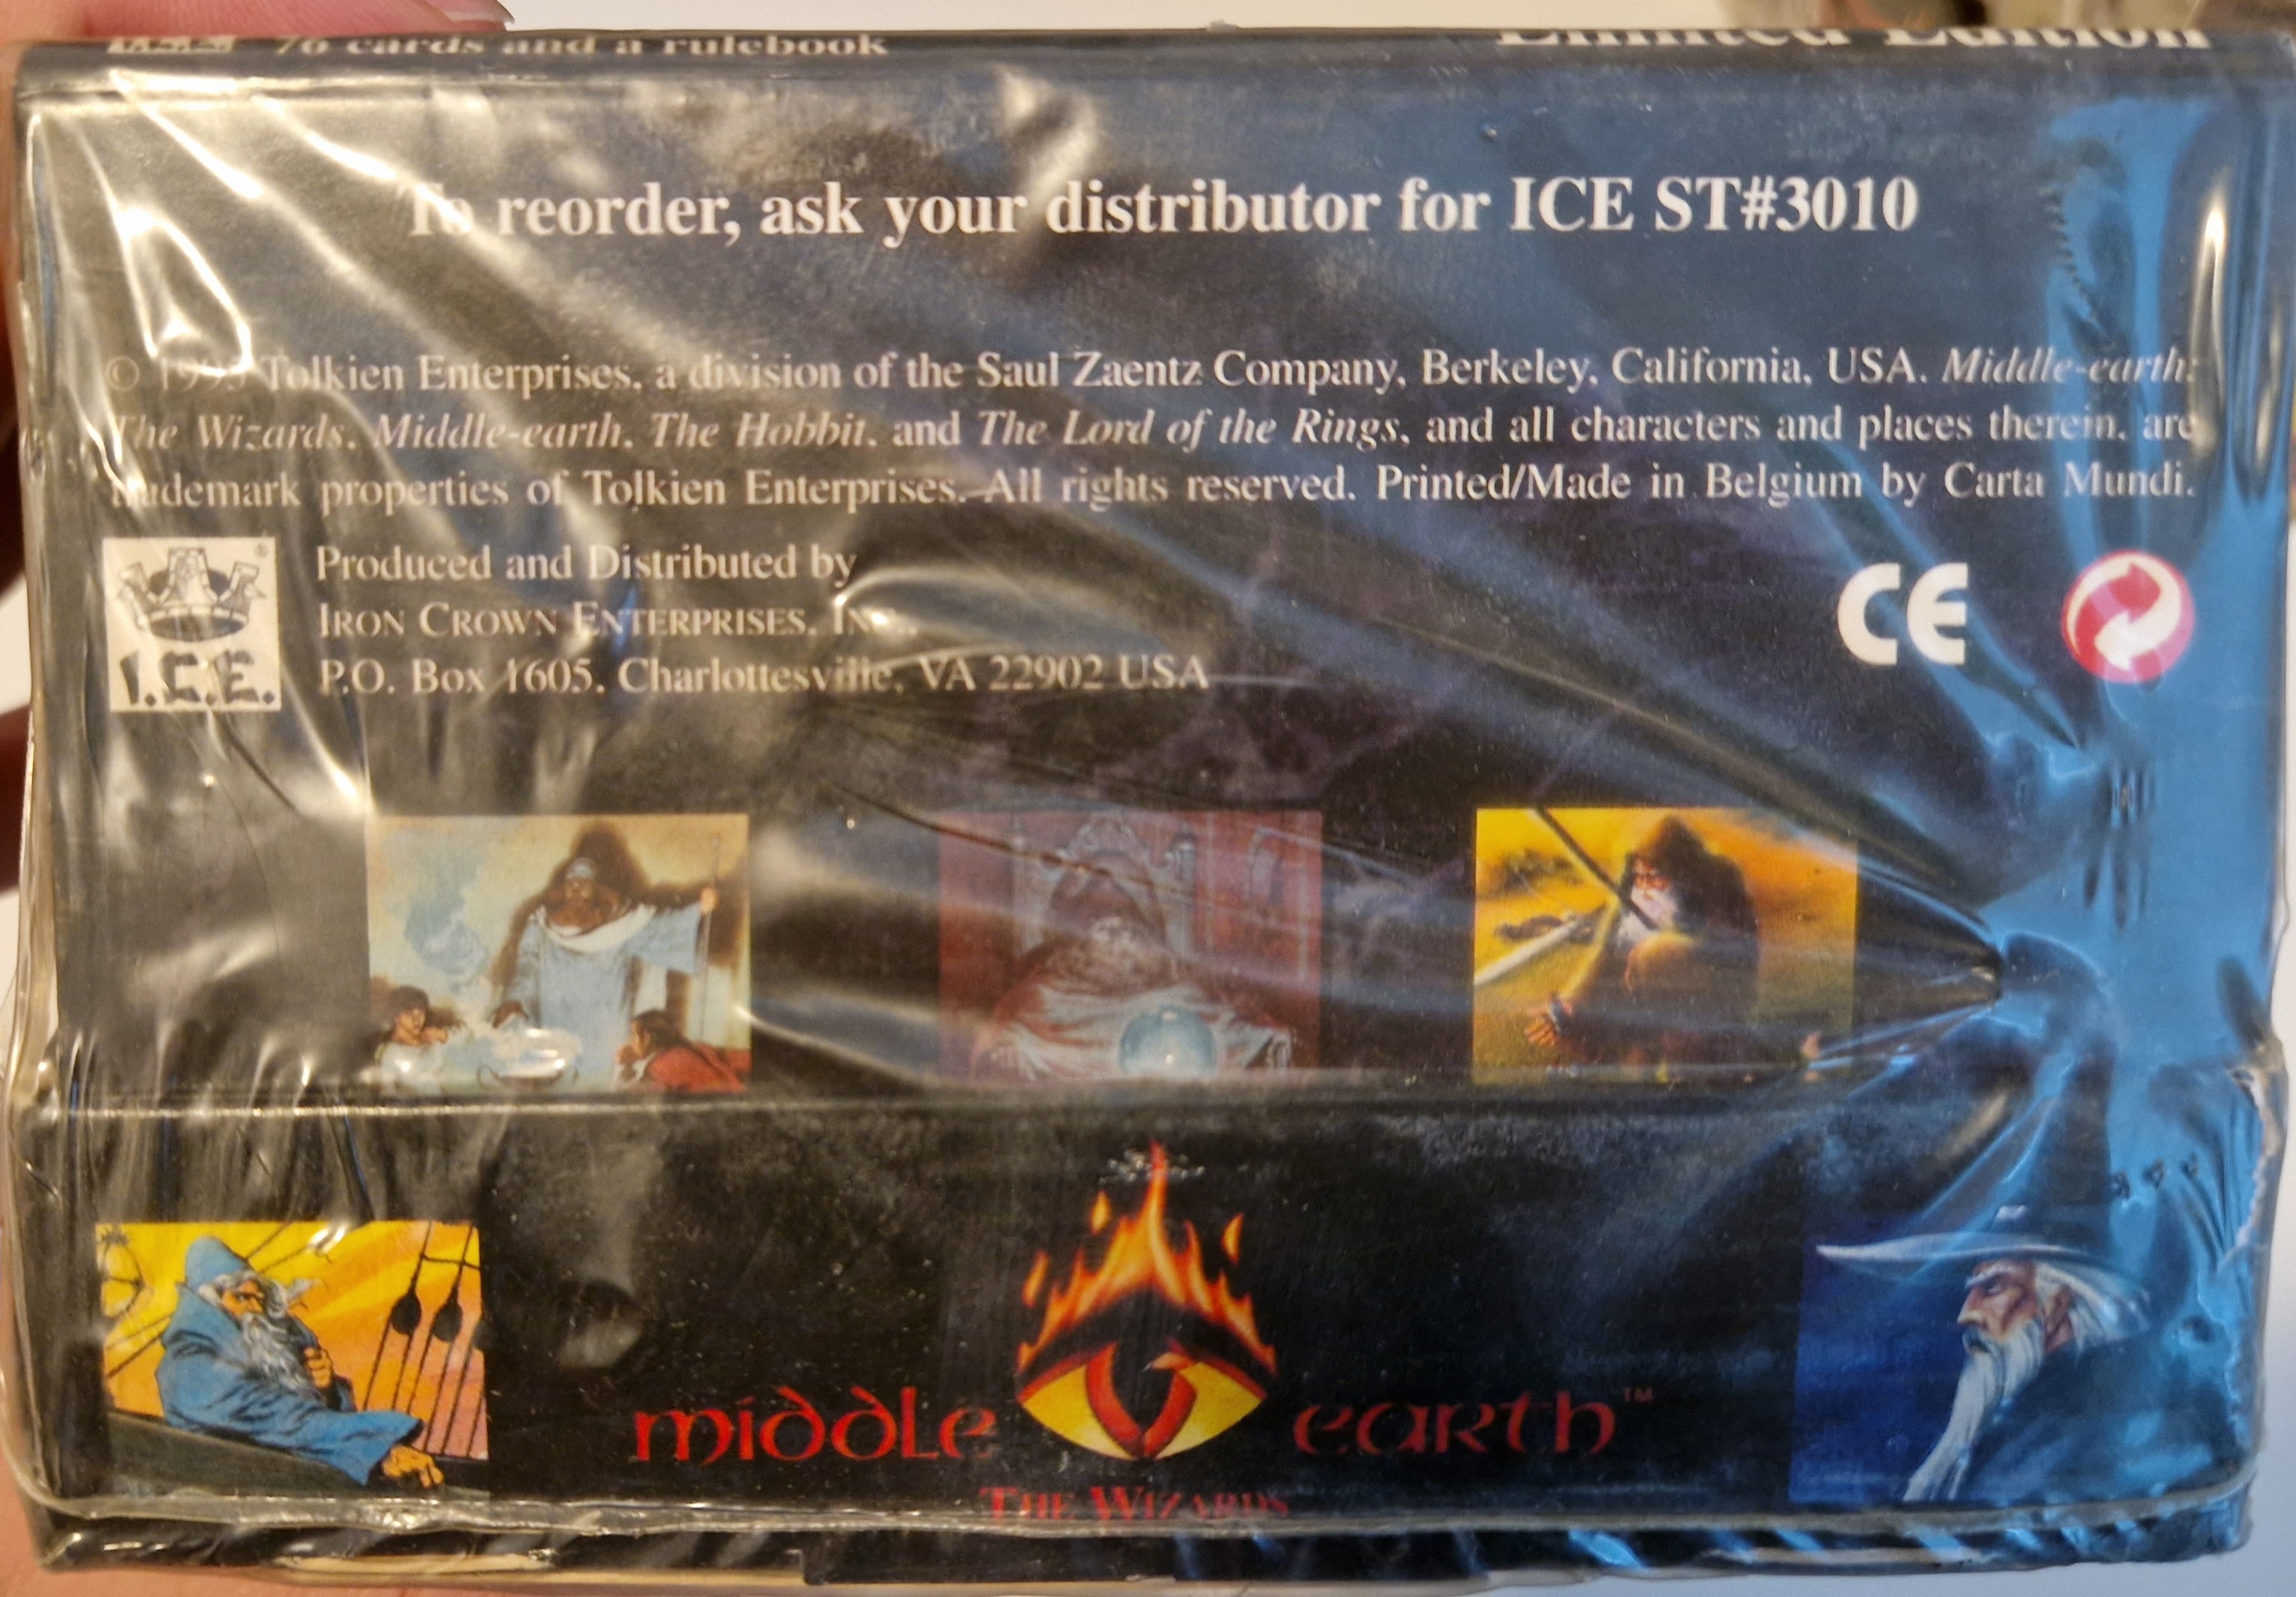 I.C.E. 76 cards and a rulebook Limited Edition
To reorder, ask your distributor for ICE ST#3010
© 1995 Tolkien Enterprises, a division of the Saul Zaentz Company, Berkeley, California, USA. Middle-earth:
The Wizards, Middle-earth, The Hobbit, and The Lord of the Rings, and all characters and places therein, are
trademark properties of Tolkien Enterprises. All rights reserved. Printed/Made in Belgium by Carta Mundi.
Produced and Distributed by
IRON CROWN ENTERPRISES, INC.
P.O. Box 1605, Charlottesville, VA 22902 USA
®
I.C.E.
CE
middle earth™
THE WIZARDS